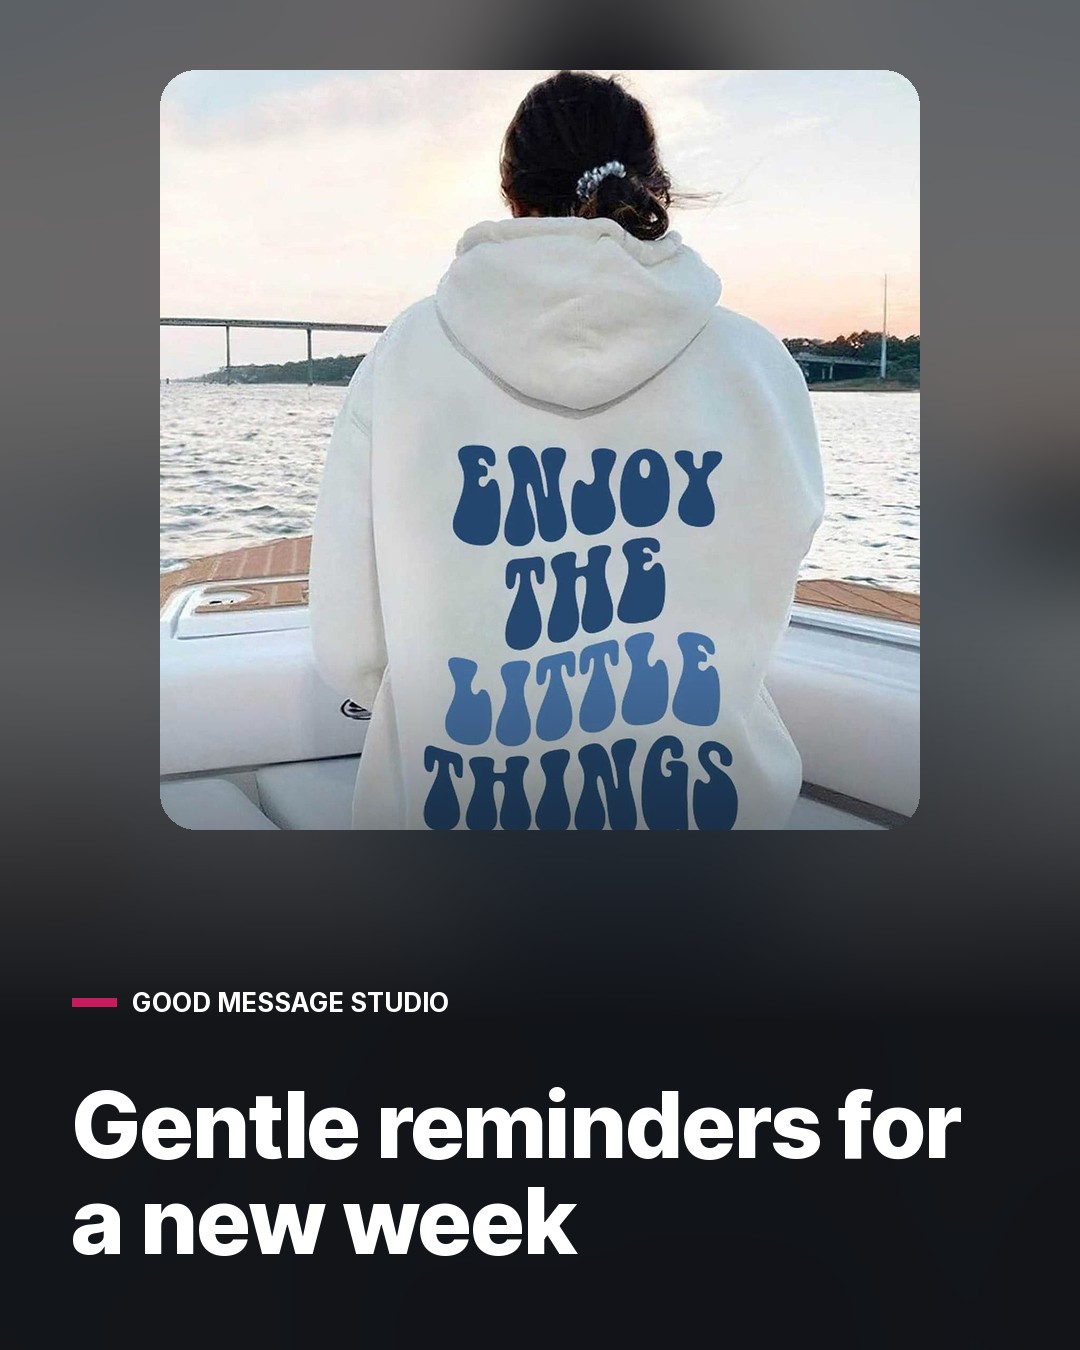 ENJOY
THE
LITTLE
THINGS
GOOD MESSAGE STUDIO
Gentle reminders for
a new week